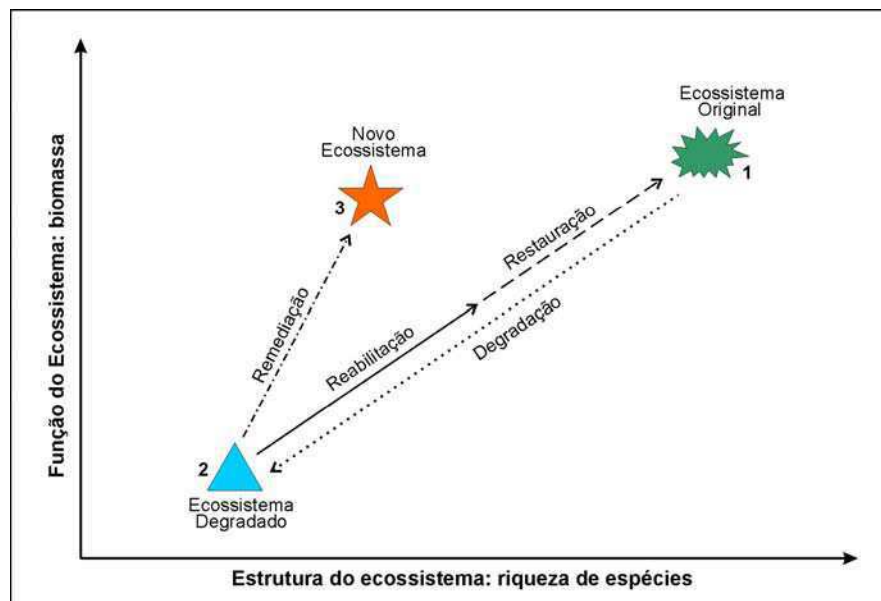 Ecossistema
Original
1
Novo
Ecossistema
3
Restauração
Degradação
Reabilitação
Remediação
2
Ecossistema
Degradado
Função do Ecossistema: biomassa
Estrutura do ecossistema: riqueza de espécies